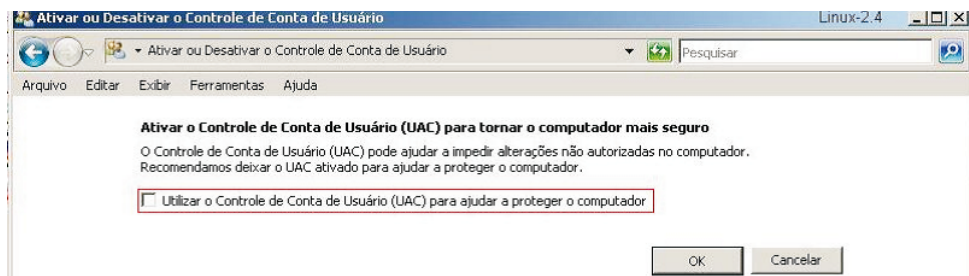 Ativar ou Desativar o Controle de Conta de Usuário Linux-2.4
Ativar ou Desativar o Controle de Conta de Usuário Pesquisar
Arquivo Editar Exibir Ferramentas Ajuda
Ativar o Controle de Conta de Usuário (UAC) para tornar o computador mais seguro
O Controle de Conta de Usuário (UAC) pode ajudar a impedir alterações não autorizadas no computador.
Recomendamos deixar o UAC ativado para ajudar a proteger o computador.
Utilizar o Controle de Conta de Usuário (UAC) para ajudar a proteger o computador
OK Cancelar